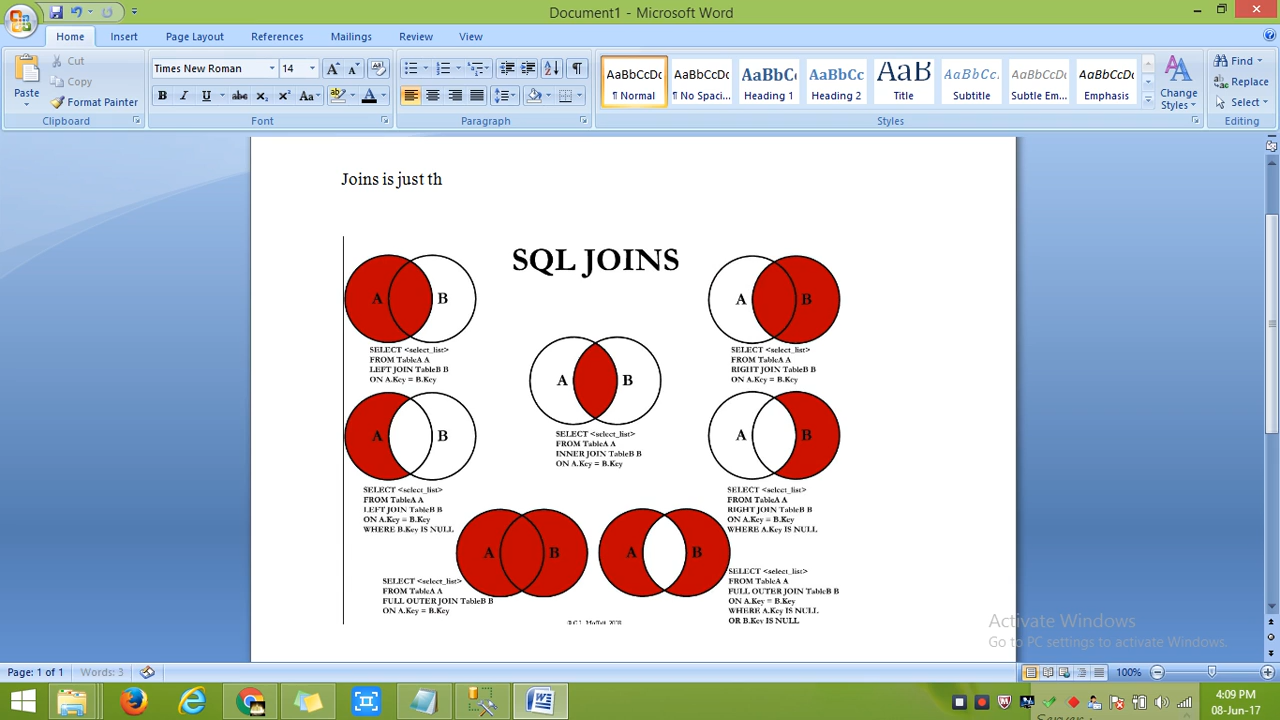 Document1 - Microsoft Word
Home Insert Page Layout References Mailings Review View
Paste
Cut
Copy
Format Painter
Clipboard
Times New Roman 14
B I U abc X₂ X² Aa
Font
Paragraph
AaBbCcDc AaBbCcDc AaBbC AaBbCc AaB AaBbCc. AaBbCcDc AaBbCcDc
¶ Normal ¶ No Spaci... Heading 1 Heading 2 Title Subtitle Subtle Em... Emphasis
Styles
Change
Styles
Find
Replace
Select
Editing
Joins is just th
SQL JOINS
A B
SELECT <select_list>
FROM TableA A
LEFT JOIN TableB B
ON A.Key = B.Key
A B
SELECT <select_list>
FROM TableA A
RIGHT JOIN TableB B
ON A.Key = B.Key
A B
SELECT <select_list>
FROM TableA A
INNER JOIN TableB B
ON A.Key = B.Key
A B
SELECT <select_list>
FROM TableA A
LEFT JOIN TableB B
ON A.Key = B.Key
WHERE B.Key IS NULL
A B
SELECT <select_list>
FROM TableA A
RIGHT JOIN TableB B
ON A.Key = B.Key
WHERE A.Key IS NULL
A B
SELECT <select_list>
FROM TableA A
FULL OUTER JOIN TableB B
ON A.Key = B.Key
A B
SELECT <select_list>
FROM TableA A
FULL OUTER JOIN TableB B
ON A.Key = B.Key
WHERE A.Key IS NULL
OR B.Key IS NULL
Activate Windows
Go to PC settings to activate Windows.
Page: 1 of 1 Words: 3 100%
4:09 PM
08-Jun-17